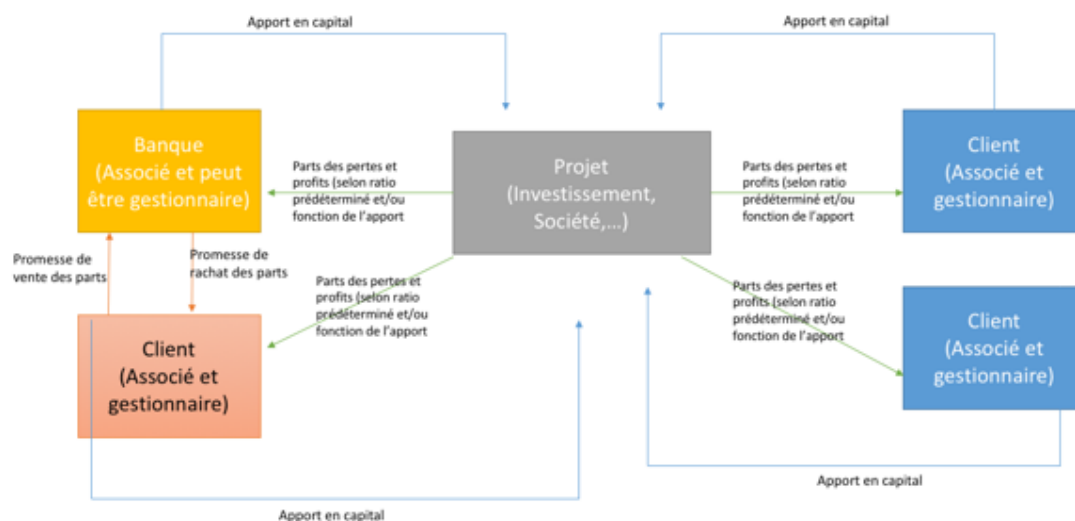 Apport en capital
Apport en capital
Banque
(Associé et peut
être gestionnaire)
Parts des pertes et
profits (selon ratio
prédéterminé et/ou
fonction de l'apport
Projet
(Investissement,
Société,...)
Parts des pertes et
profits (selon ratio
prédéterminé et/ou
fonction de l'apport
Client
(Associé et
gestionnaire)
Promesse de
vente des parts
Promesse de
rachat des parts
Parts des pertes et
profits (selon ratio
prédéterminé et/ou
fonction de l'apport
Parts des pertes et
profits (selon ratio
prédéterminé et/ou
fonction de l'apport
Client
(Associé et
gestionnaire)
Client
(Associé et
gestionnaire)
Apport en capital
Apport en capital